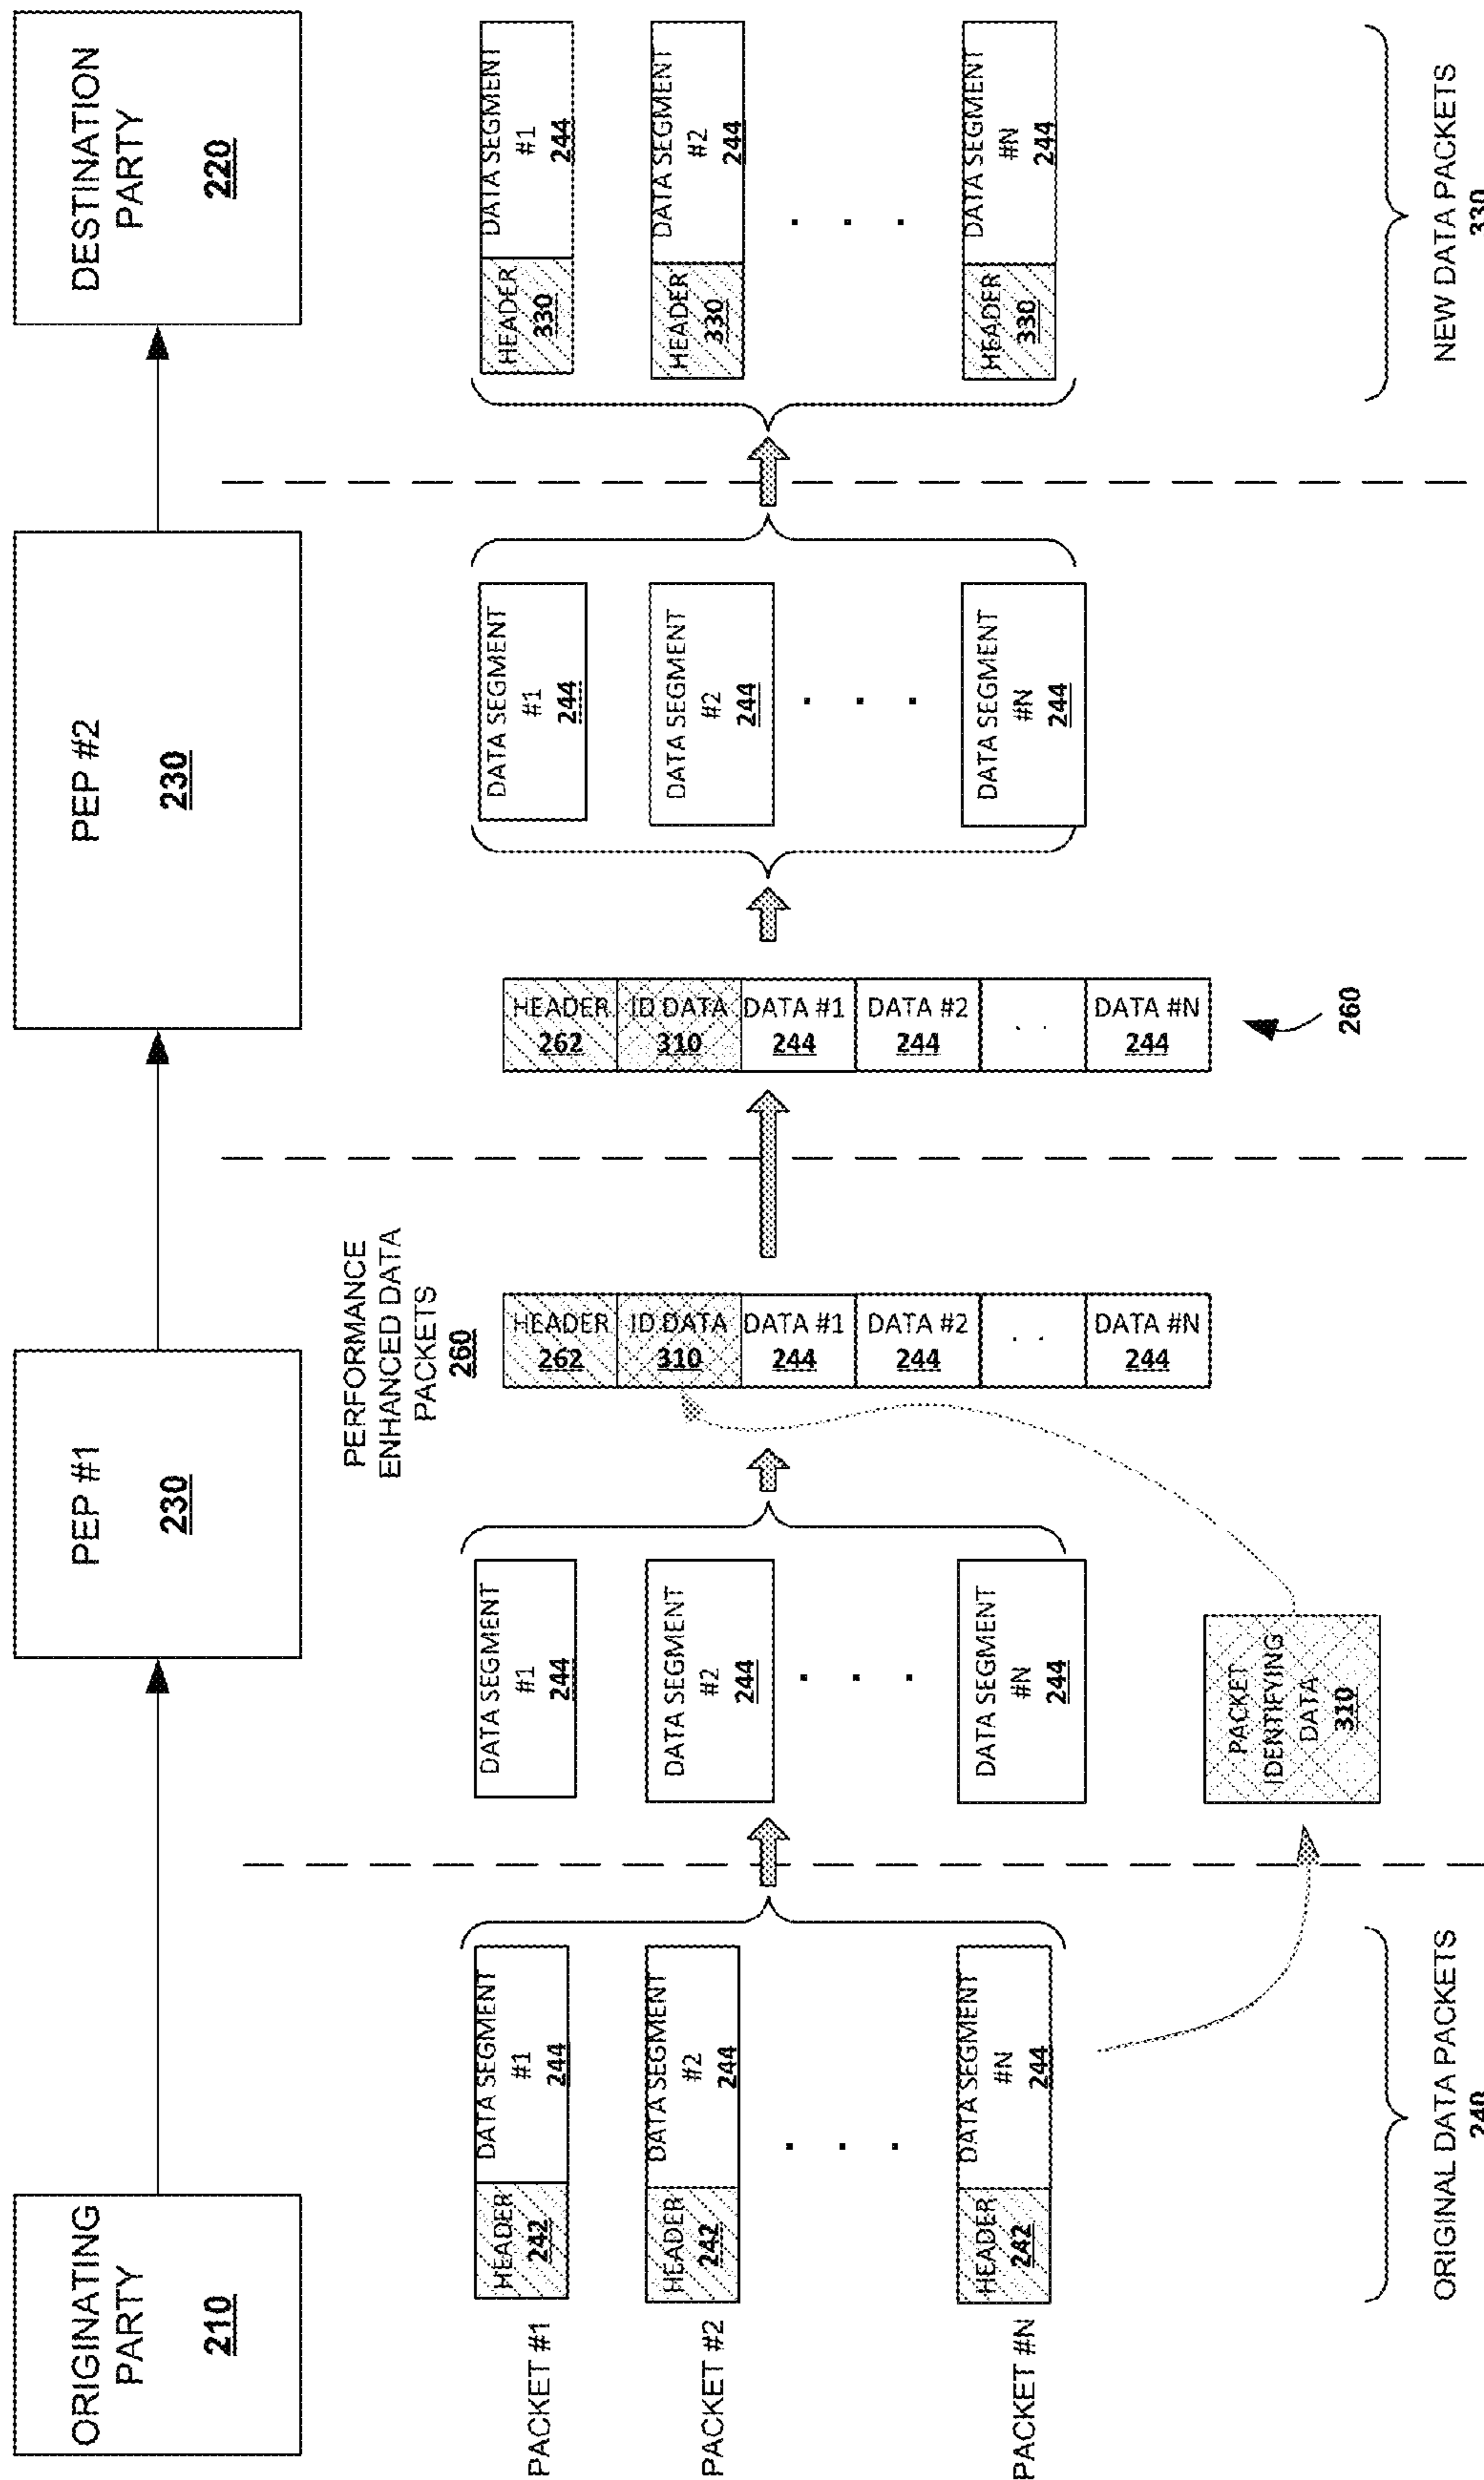 ORIGINATING
PARTY
210
PEP #1
230
PEP #2
230
DESTINATION
PARTY
220
PACKET #1
HEADER
242
DATA SEGMENT
#1
244
PACKET #2
HEADER
242
DATA SEGMENT
#2
244
. . .
PACKET #N
HEADER
242
DATA SEGMENT
#N
244
ORIGINAL DATA PACKETS
240
DATA SEGMENT
#1
244
DATA SEGMENT
#2
244
. . .
DATA SEGMENT
#N
244
PACKET
IDENTIFYING
DATA
310
PERFORMANCE
ENHANCED DATA
PACKETS
260
HEADER
262
ID DATA
310
DATA #1
244
DATA #2
244
. .
DATA #N
244
HEADER
262
ID DATA
310
DATA #1
244
DATA #2
244
. .
DATA #N
244
260
DATA SEGMENT
#1
244
DATA SEGMENT
#2
244
. . .
DATA SEGMENT
#N
244
HEADER
330
DATA SEGMENT
#1
244
HEADER
330
DATA SEGMENT
#2
244
. . .
HEADER
330
DATA SEGMENT
#N
244
NEW DATA PACKETS
330